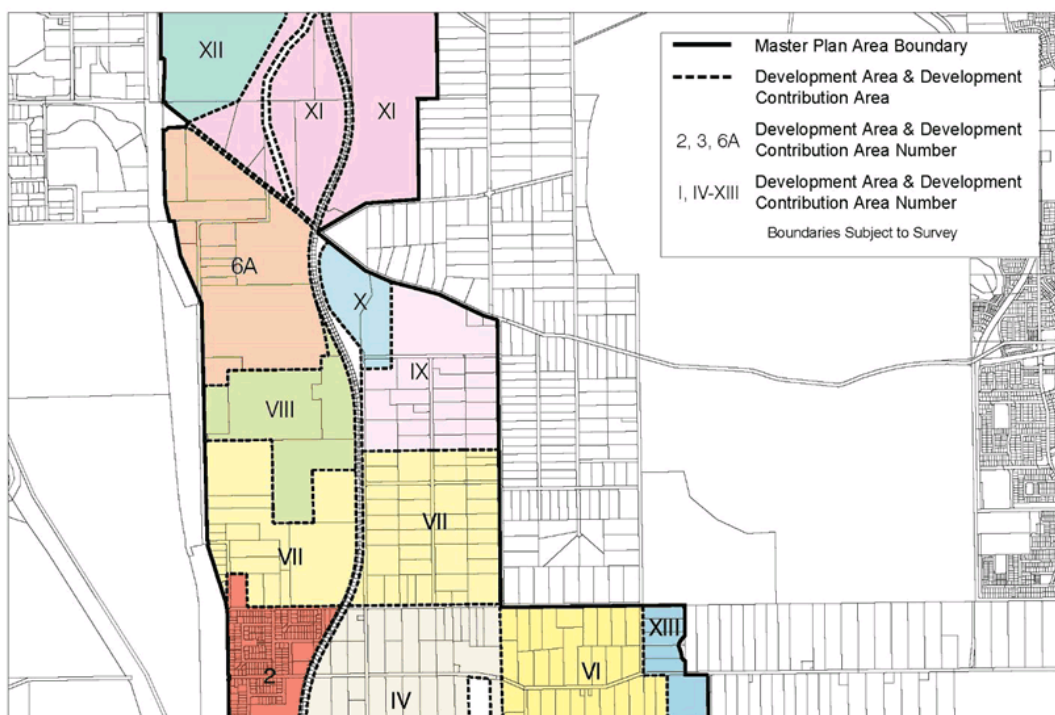 XII
XI
XI
Master Plan Area Boundary
Development Area & Development
Contribution Area
2, 3, 6A
Development Area & Development
Contribution Area Number
I, IV-XIII
Development Area & Development
Contribution Area Number
Boundaries Subject to Survey
6A
X
IX
VIII
VII
VII
XIII
VI
2
IV